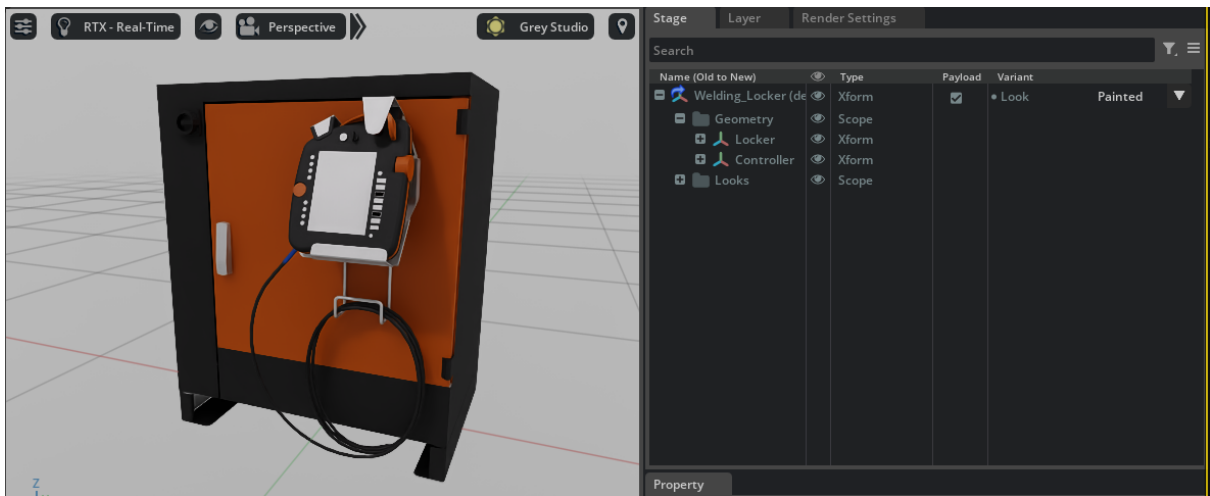 RTX - Real-Time
Perspective
Grey Studio
Stage
Layer
Render Settings
Search
Name (Old to New)
Type
Payload
Variant
Welding_Locker (de
Xform
Look
Painted
Geometry
Scope
Locker
Xform
Controller
Xform
Looks
Scope
Z
Property